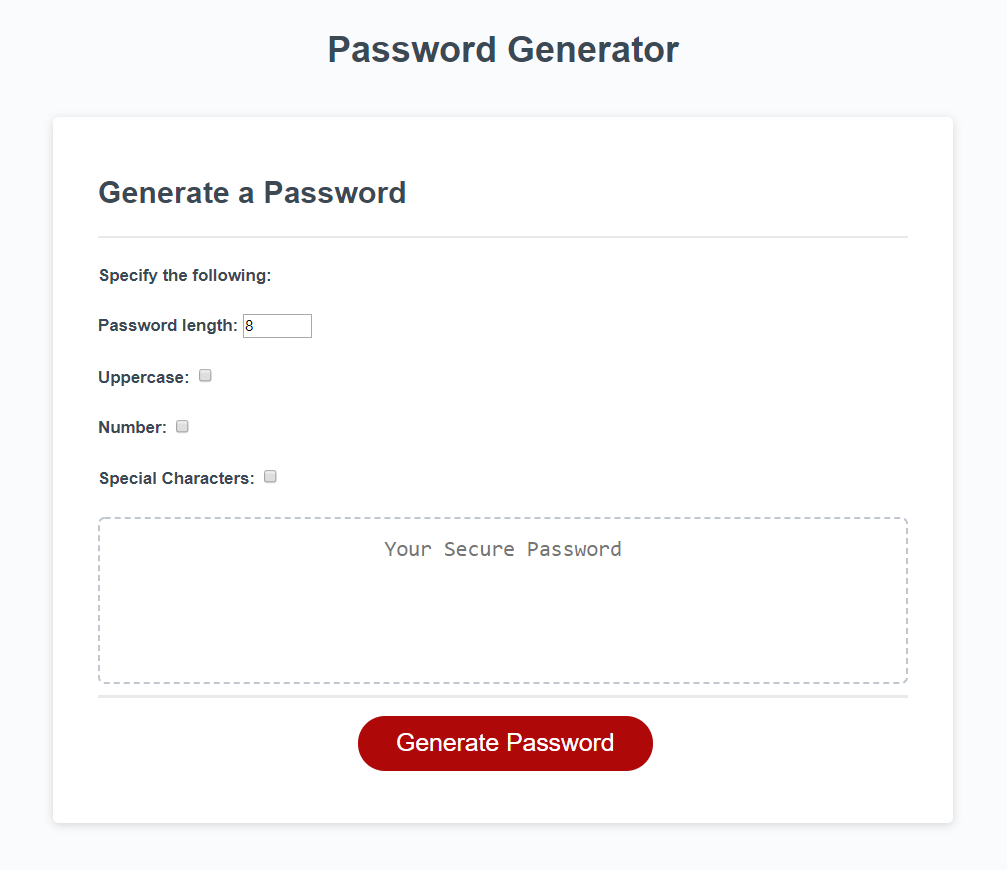 Password Generator
Generate a Password
Specify the following:
Password length: 8
Uppercase:
Number:
Special Characters:
Your Secure Password
Generate Password